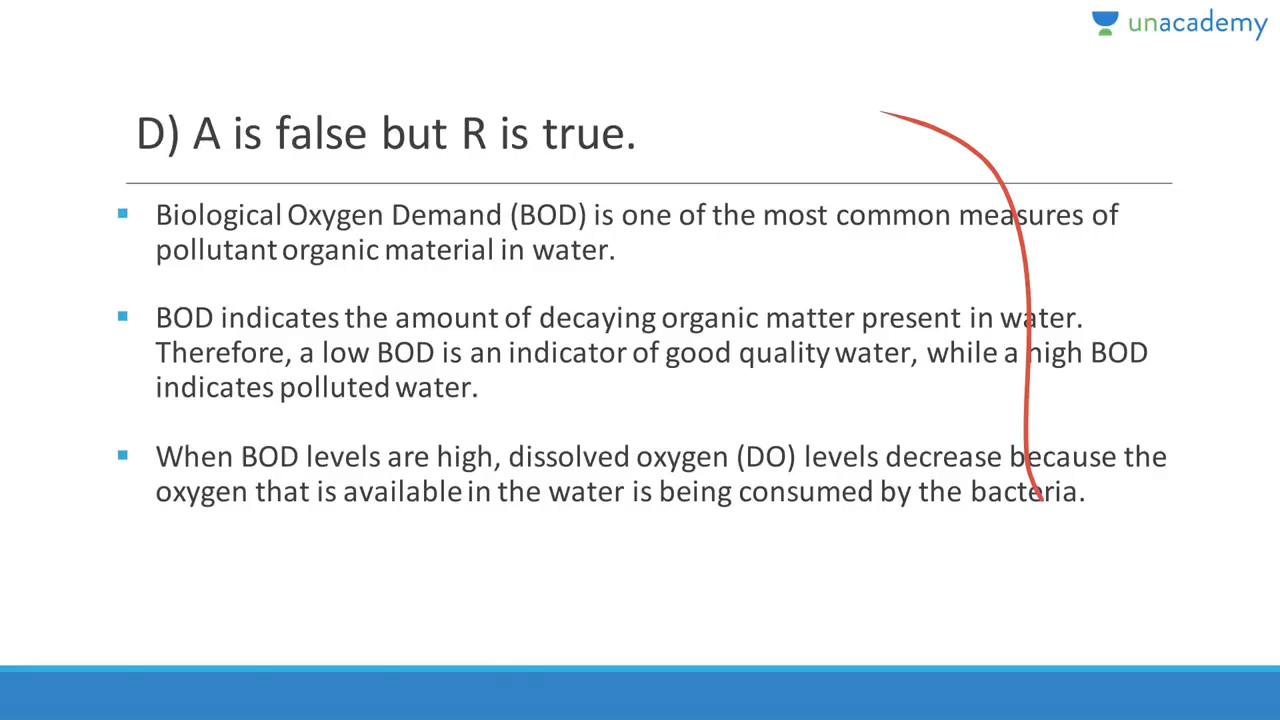 unacademy
D) A is false but R is true.
▪ Biological Oxygen Demand (BOD) is one of the most common measures of
pollutant organic material in water.
▪ BOD indicates the amount of decaying organic matter present in water.
Therefore, a low BOD is an indicator of good quality water, while a high BOD
indicates polluted water.
▪ When BOD levels are high, dissolved oxygen (DO) levels decrease because the
oxygen that is available in the water is being consumed by the bacteria.